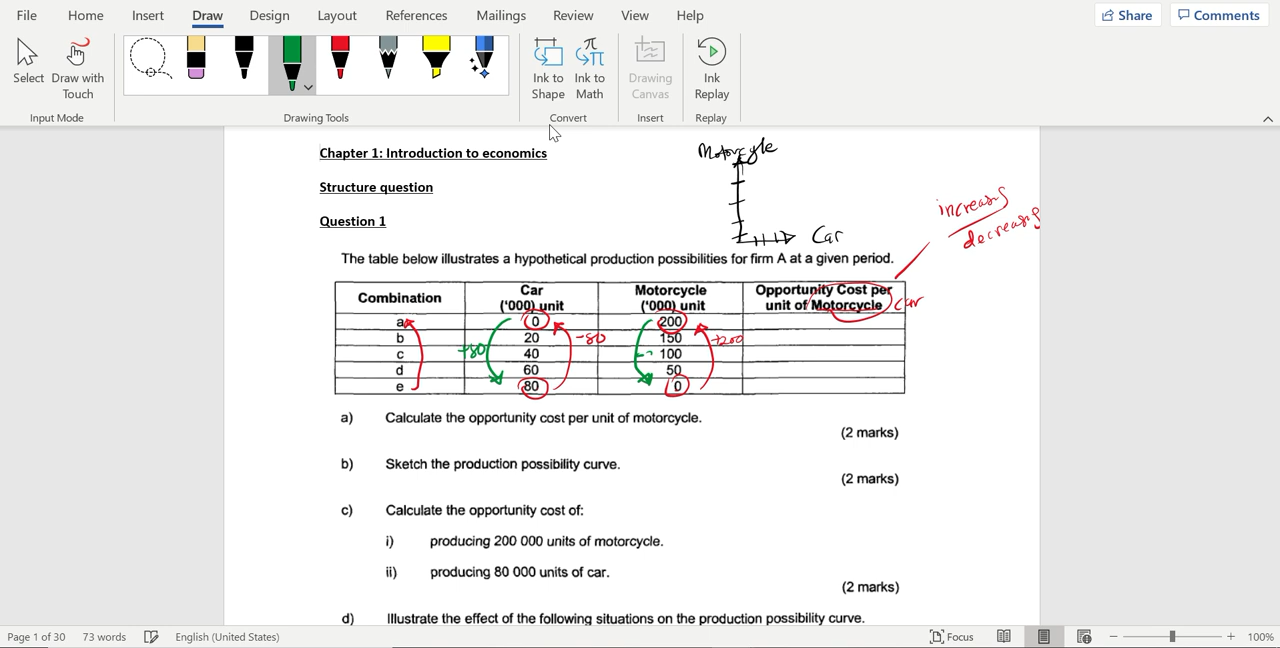 File Home Insert Draw Design Layout References Mailings Review View Help Share Comments
Select Draw with Touch Ink to Shape Ink to Math Drawing Canvas Ink Replay
Input Mode Drawing Tools Convert Insert Replay
Motorcycle
Chapter 1: Introduction to economics
Structure question
Question 1
Car
increasing
decreasing
The table below illustrates a hypothetical production possibilities for firm A at a given period.
Combination Car ('000) unit Motorcycle ('000) unit Opportunity Cost per unit of Motorcycle car
a 0 200
b 20 150
c 40 100
d 60 50
e 80 0
+80 -80 +200
a) Calculate the opportunity cost per unit of motorcycle.
(2 marks)
b) Sketch the production possibility curve.
(2 marks)
c) Calculate the opportunity cost of:
i) producing 200 000 units of motorcycle.
ii) producing 80 000 units of car.
(2 marks)
d) Illustrate the effect of the following situations on the production possibility curve.
Page 1 of 30 73 words English (United States) Focus 100%